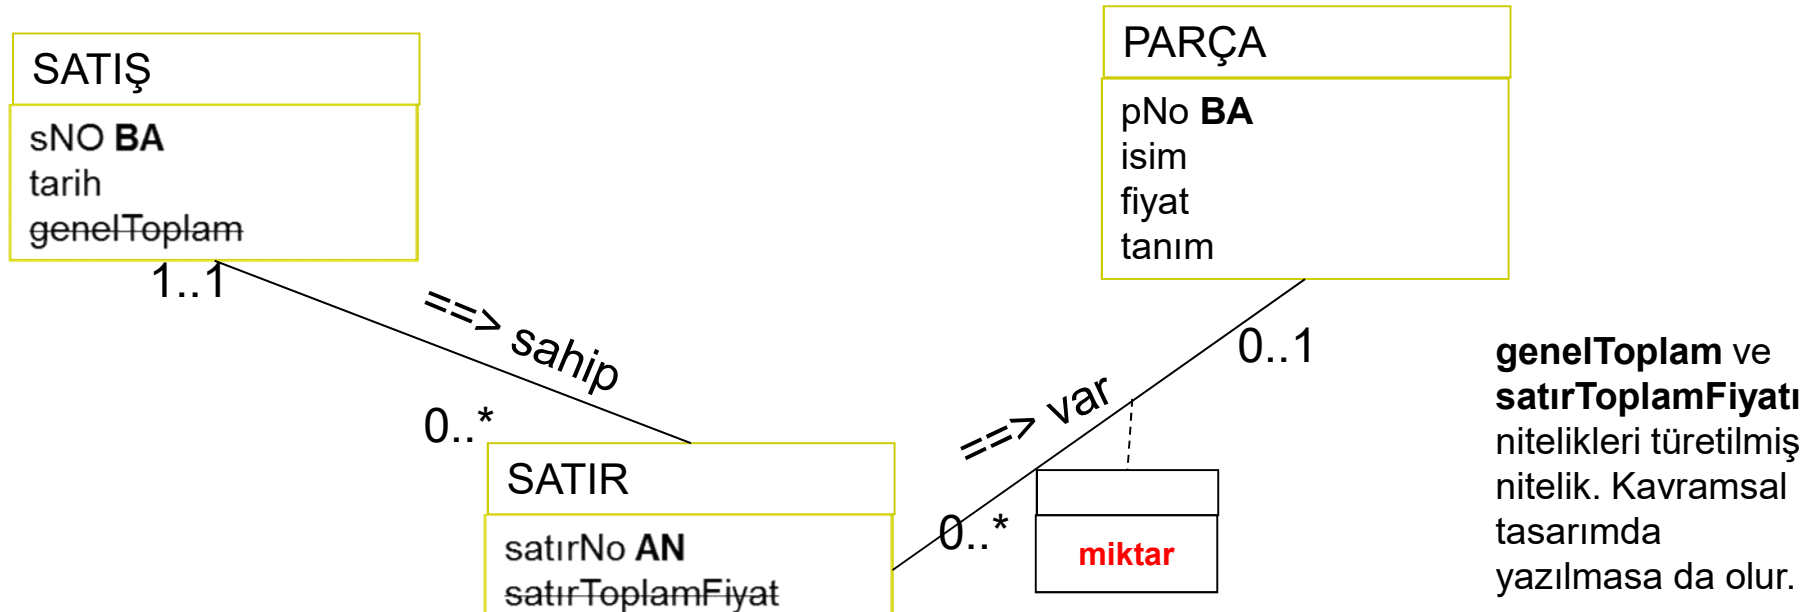 SATIŞ
sNO BA
tarih
genelToplam
1..1
==> sahip
0..*
SATIR
satırNo AN
satırToplamFiyat
PARÇA
pNo BA
isim
fiyat
tanım
0..1
==> var
0..*
miktar
genelToplam ve
satırToplamFiyatı
nitelikleri türetilmiş
nitelik. Kavramsal
tasarımda
yazılmasa da olur.